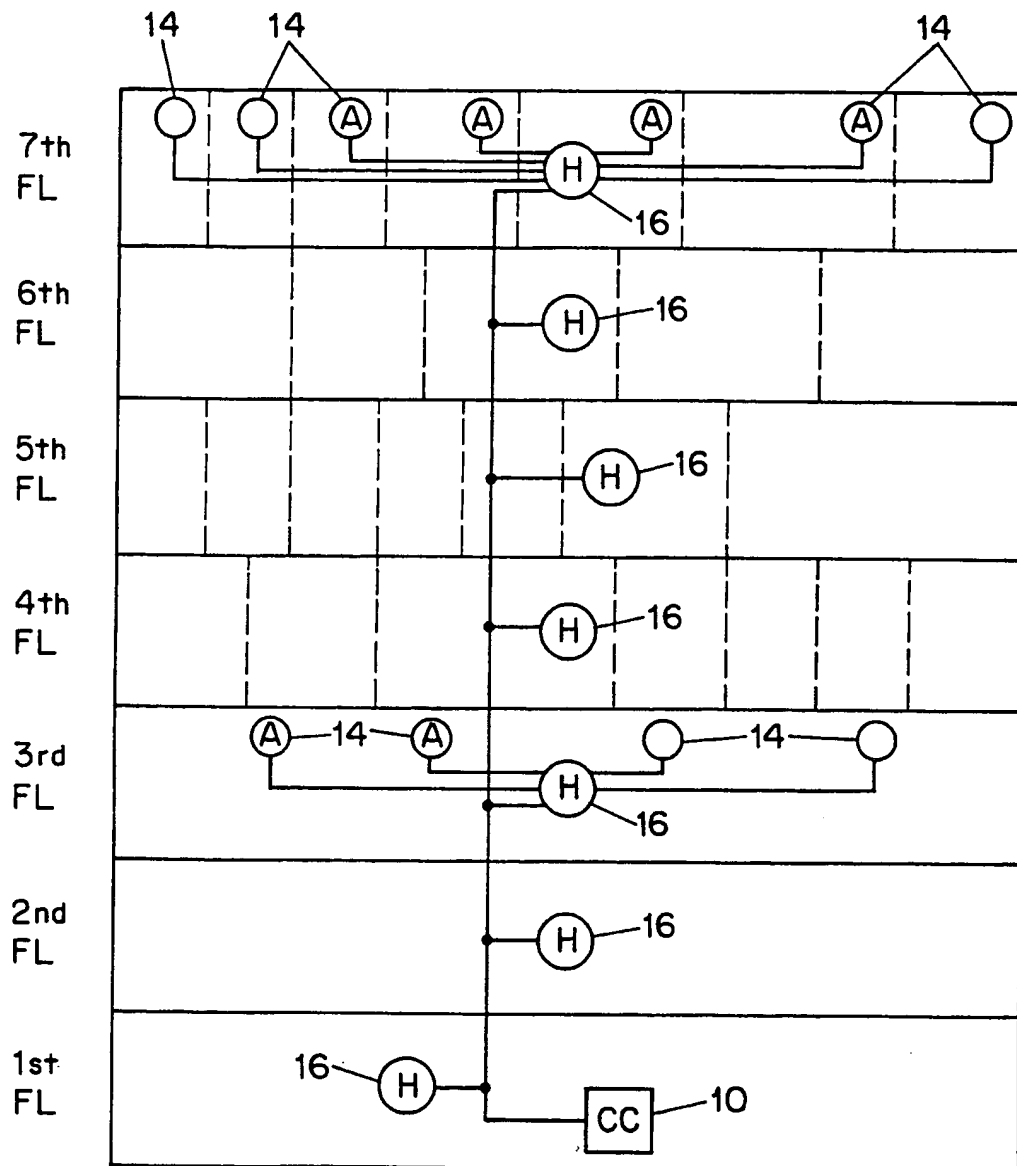 14 14 14
7th
FL
A A A A
H
16
6th
FL
H 16
5th
FL
H 16
4th
FL
H 16
3rd
FL
A 14 A 14
H
16
2nd
FL
H 16
1st
FL
16 H
CC 10